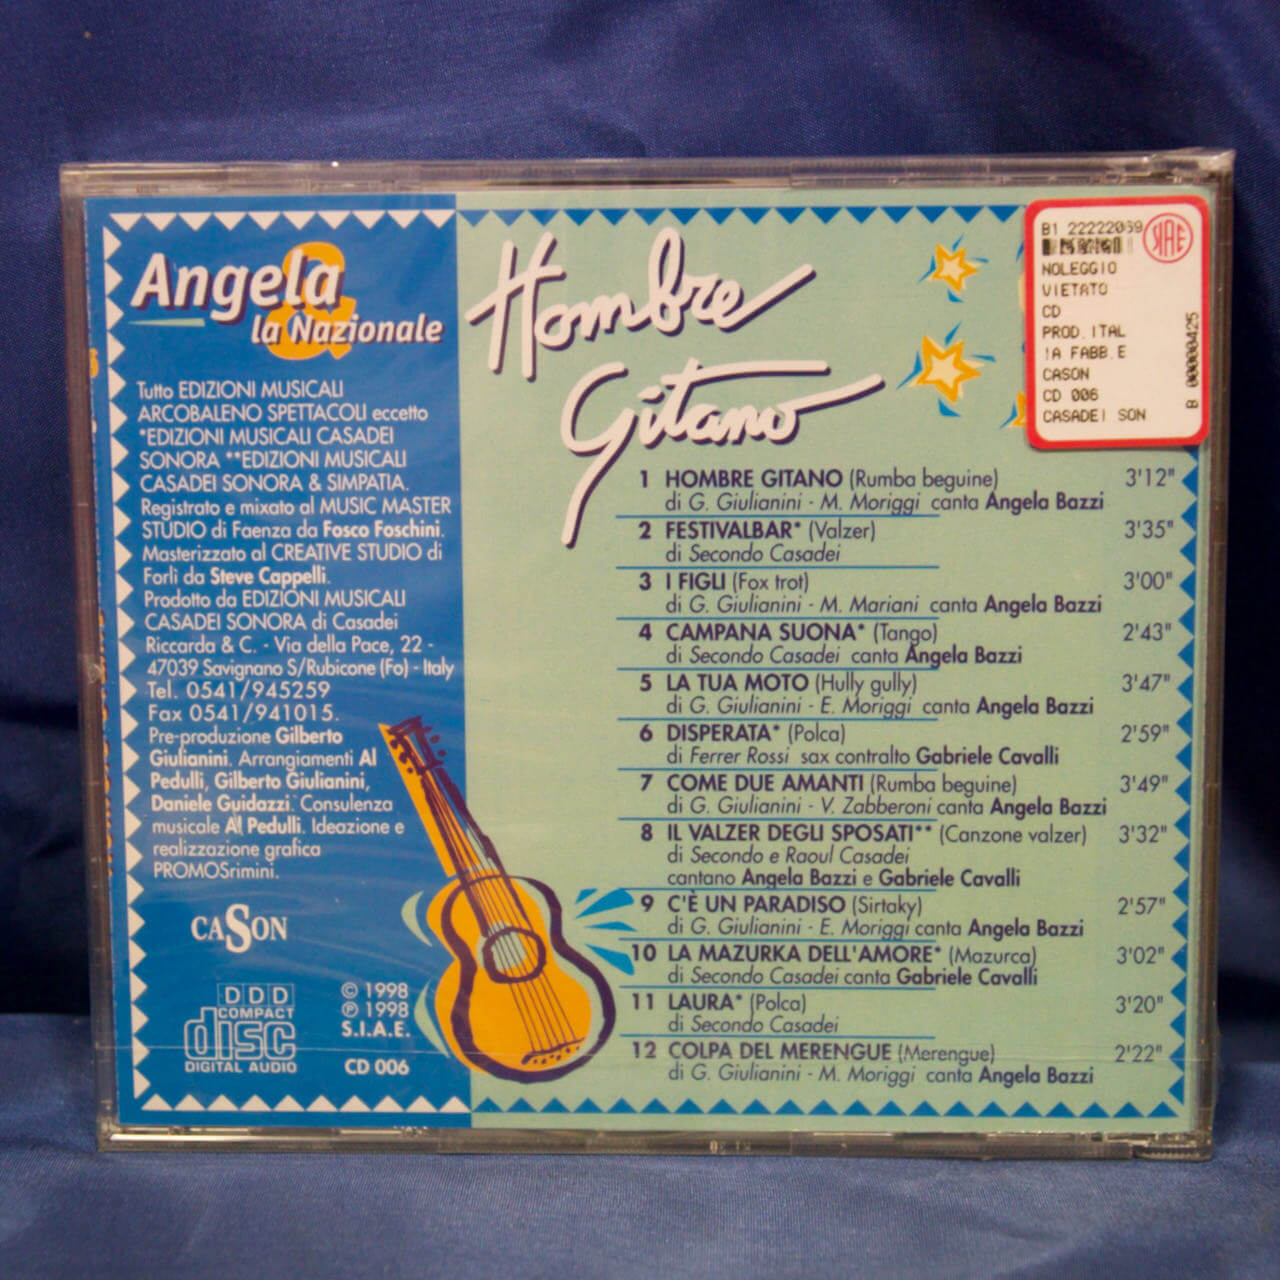 Angela &
la Nazionale
Tutto EDIZIONI MUSICALI
ARCOBALENO SPETTACOLI eccetto
*EDIZIONI MUSICALI CASADEI
SONORA **EDIZIONI MUSICALI
CASADEI SONORA & SIMPATIA.
Registrato e mixato al MUSIC MASTER
STUDIO di Faenza da Fosco Foschini.
Masterizzato al CREATIVE STUDIO di
Forlì da Steve Cappelli.
Prodotto da EDIZIONI MUSICALI
CASADEI SONORA di Casadei
Riccarda & C. - Via della Pace, 22 -
47039 Savignano S/Rubicone (Fo) - Italy
Tel. 0541/945259
Fax 0541/941015.
Pre-produzione Gilberto
Giulianini. Arrangiamenti Al
Pedulli, Gilberto Giulianini,
Daniele Guidazzi. Consulenza
musicale Al Pedulli. Ideazione e
realizzazione grafica
PROMOSrimini.
CASON
DDD
COMPACT
disc
DIGITAL AUDIO
© 1998
℗ 1998
S.I.A.E.
CD 006
Hombre
Gitano
1 HOMBRE GITANO (Rumba beguine) 3'12"
di G. Giulianini - M. Moriggi canta Angela Bazzi
2 FESTIVALBAR* (Valzer) 3'35"
di Secondo Casadei
3 I FIGLI (Fox trot) 3'00"
di G. Giulianini - M. Mariani canta Angela Bazzi
4 CAMPANA SUONA* (Tango) 2'43"
di Secondo Casadei canta Angela Bazzi
5 LA TUA MOTO (Hully gully) 3'47"
di G. Giulianini - E. Moriggi canta Angela Bazzi
6 DISPERATA* (Polca) 2'59"
di Ferrer Rossi sax contralto Gabriele Cavalli
7 COME DUE AMANTI (Rumba beguine) 3'49"
di G. Giulianini - V. Zabberoni canta Angela Bazzi
8 IL VALZER DEGLI SPOSATI** (Canzone valzer) 3'32"
di Secondo e Raoul Casadei
cantano Angela Bazzi e Gabriele Cavalli
9 C'È UN PARADISO (Sirtaky) 2'57"
di G. Giulianini - E. Moriggi canta Angela Bazzi
10 LA MAZURKA DELL'AMORE* (Mazurca) 3'02"
di Secondo Casadei canta Gabriele Cavalli
11 LAURA* (Polca) 3'20"
di Secondo Casadei
12 COLPA DEL MERENGUE (Merengue) 2'22"
di G. Giulianini - M. Moriggi canta Angela Bazzi
B1 22222069
NOLEGGIO
VIETATO
CD
PROD.ITAL
IA FABB.E
CASON
CD 006
CASADEI SON
B 00000425